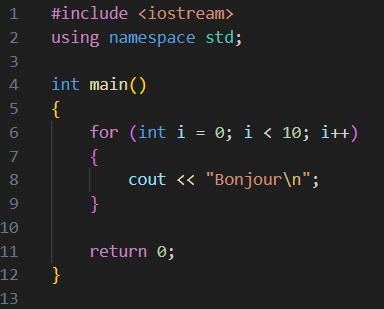 1 #include <iostream>
2 using namespace std;
3
4 int main()
5 {
6     for (int i = 0; i < 10; i++)
7     {
8         cout << "Bonjour\n";
9     }
10
11     return 0;
12 }
13